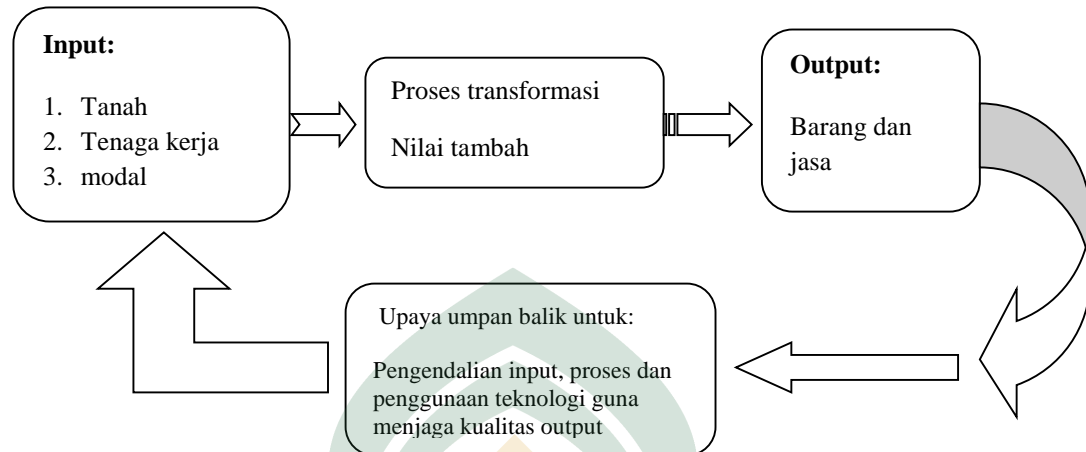 Input:
1. Tanah
2. Tenaga kerja
3. modal
Proses transformasi
Nilai tambah
Output:
Barang dan
jasa
Upaya umpan balik untuk:
Pengendalian input, proses dan
penggunaan teknologi guna
menjaga kualitas output